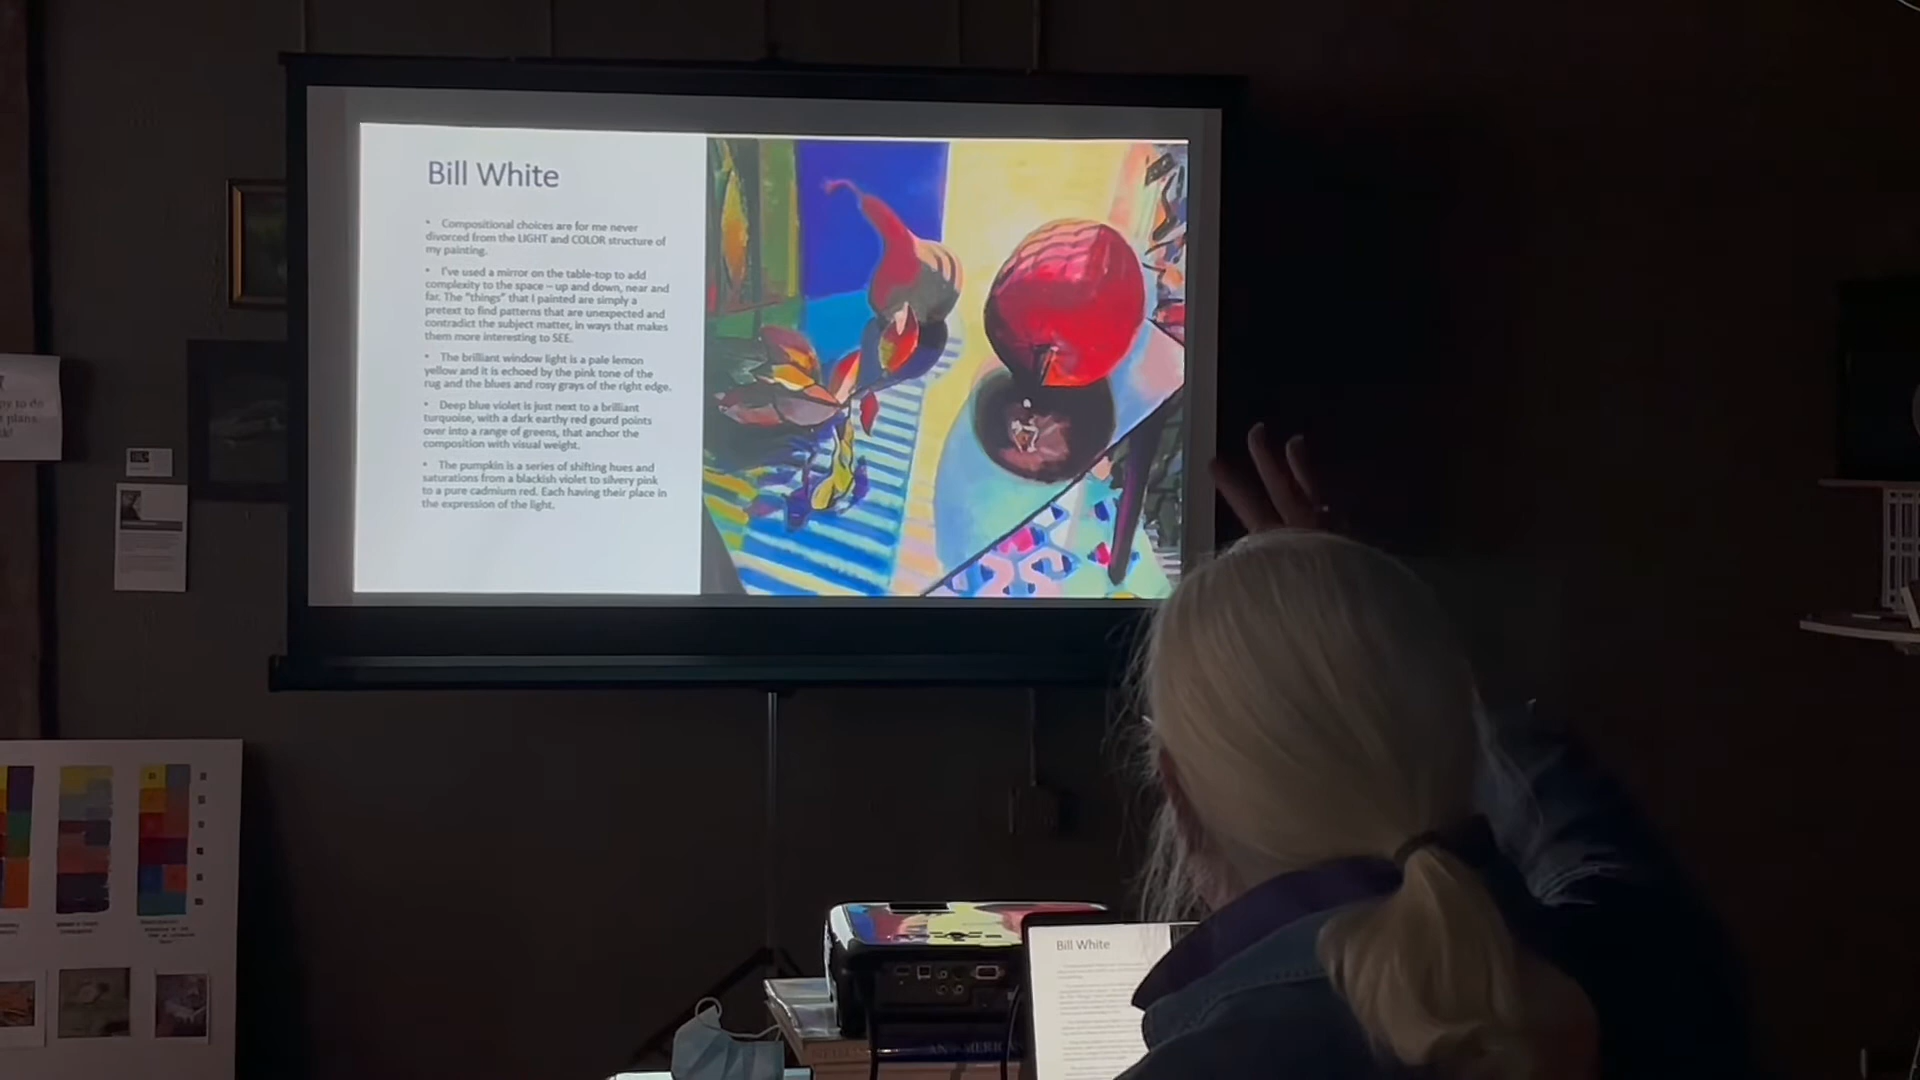 Bill White
• Compositional choices are for me never
divorced from the LIGHT and COLOR structure of
my painting.
• I've used a mirror on the table-top to add
complexity to the space – up and down, near and
far. The "things" that I painted are simply a
pretext to find patterns that are unexpected and
contradict the subject matter, in ways that makes
them more interesting to SEE.
• The brilliant window light is a pale lemon
yellow and it is echoed by the pink tone of the
rug and the blues and rosy grays of the right edge.
• Deep blue violet is just next to a brilliant
turquoise, with a dark earthy red gourd points
over into a range of greens, that anchor the
composition with visual weight.
• The pumpkin is a series of shifting hues and
saturations from a blackish violet to silvery pink
to a pure cadmium red. Each having their place in
the expression of the light.
to do
plans.
Bill White